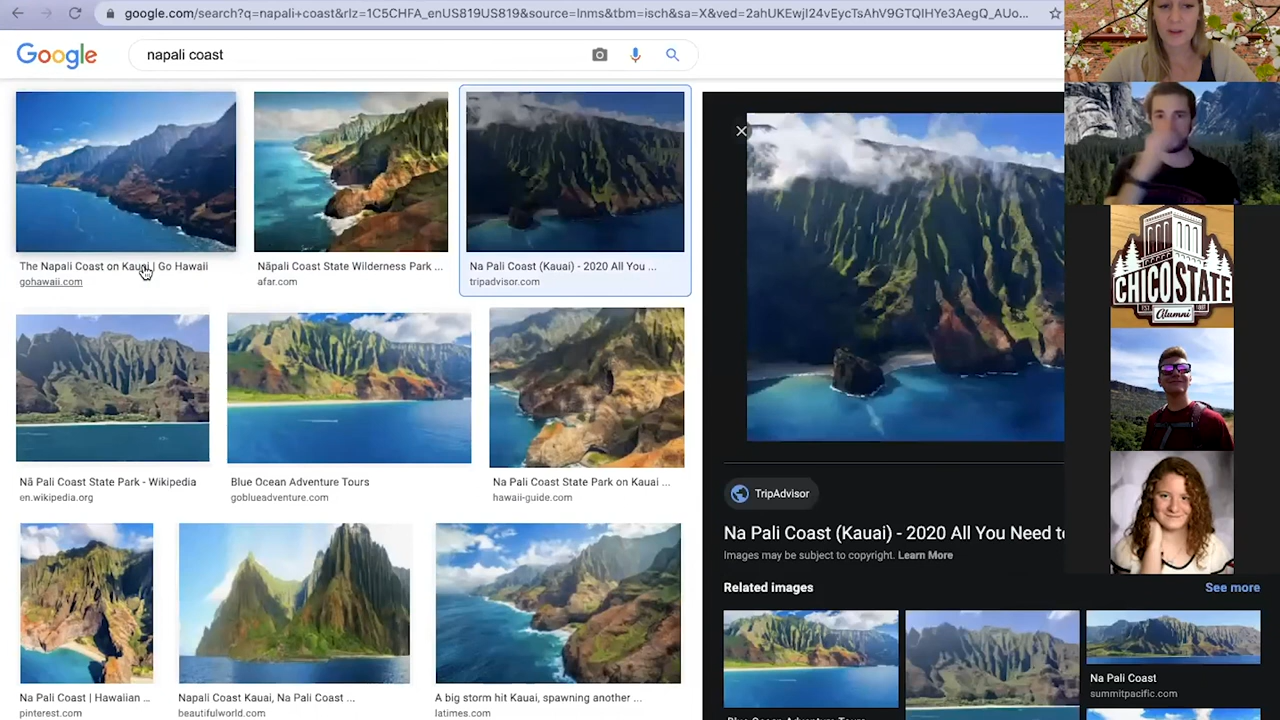 google.com/search?q=napali+coast&rlz=1C5CHFA_enUS819US819&source=lnms&tbm=isch&sa=X&ved=2ahUKEwjI24vEycTsAhV9GTQIHYe3AegQ_AUo...
Google
napali coast
The Napali Coast on Kauai | Go Hawaii
gohawaii.com
Nāpali Coast State Wilderness Park ...
afar.com
Na Pali Coast (Kauai) - 2020 All You ...
tripadvisor.com
CHICO STATE
EST
Alumni
Nā Pali Coast State Park - Wikipedia
en.wikipedia.org
Blue Ocean Adventure Tours
goblueadventure.com
Na Pali Coast State Park on Kauai ...
hawaii-guide.com
TripAdvisor
Na Pali Coast (Kauai) - 2020 All You Need t
Images may be subject to copyright. Learn More
Related images
See more
Na Pali Coast | Hawaiian ...
pinterest.com
Napali Coast Kauai, Na Pali Coast ...
beautifulworld.com
A big storm hit Kauai, spawning another ...
latimes.com
Na Pali Coast
summitpacific.com